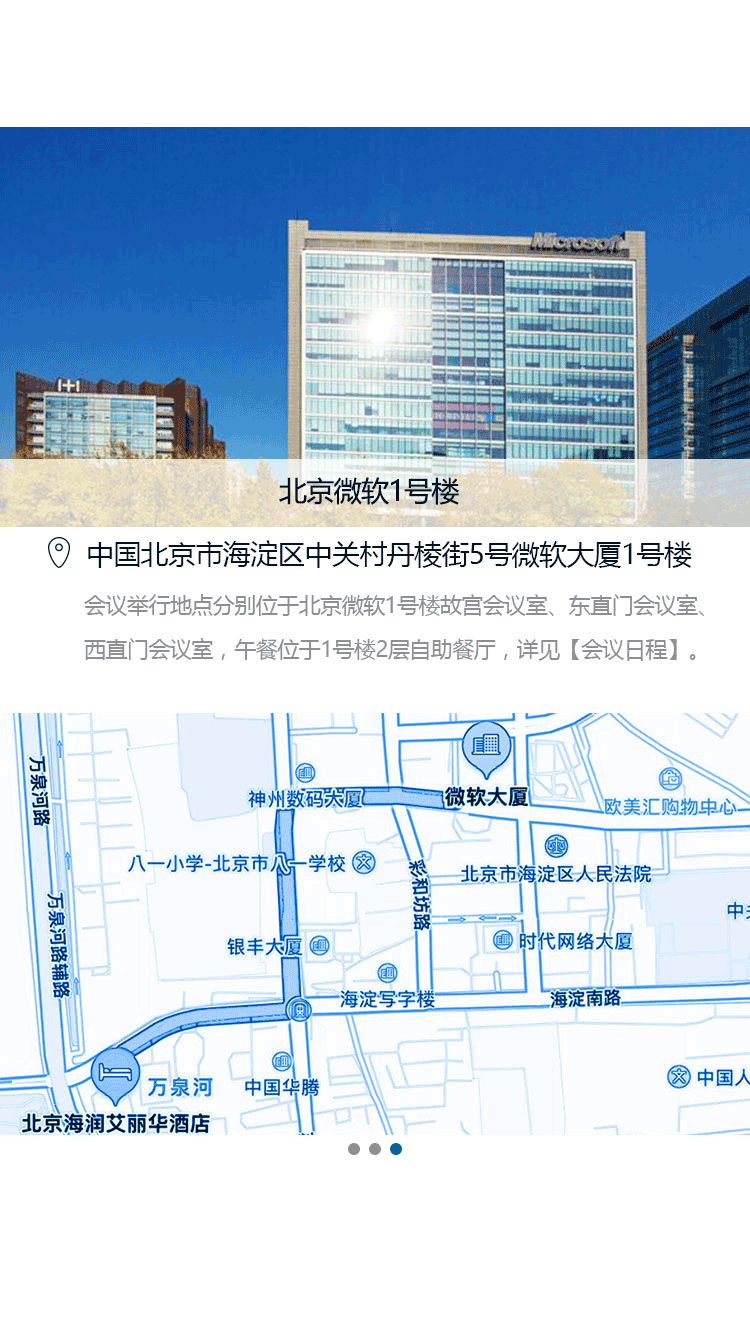 Microsoft
北京微软1号楼
中国北京市海淀区中关村丹棱街5号微软大厦1号楼
会议举行地点分别位于北京微软1号楼故宫会议室、东直门会议室、
西直门会议室，午餐位于1号楼2层自助餐厅，详见【会议日程】。
万泉河路
神州数码大厦
微软大厦
欧美汇购物中心
八一小学-北京市八一学校
彩和坊路
北京市海淀区人民法院
万泉河路辅路
中关
银丰大厦
时代网络大厦
海淀写字楼
海淀南路
万泉河
中国华腾
中国人
北京海润艾丽华酒店